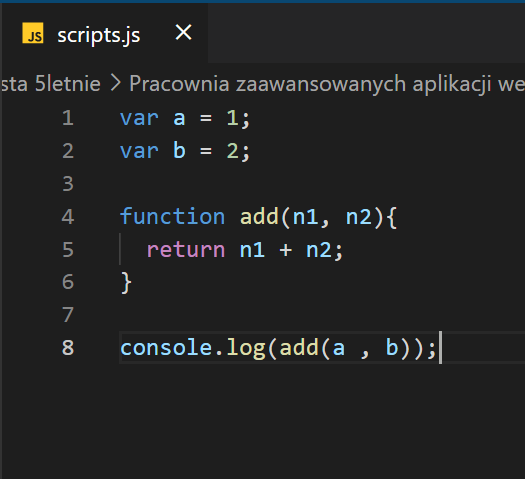 JS scripts.js ×
sta 5letnie > Pracownia zaawansowanych aplikacji we
1 var a = 1;
2 var b = 2;
3
4 function add(n1, n2){
5   return n1 + n2;
6 }
7
8 console.log(add(a , b));